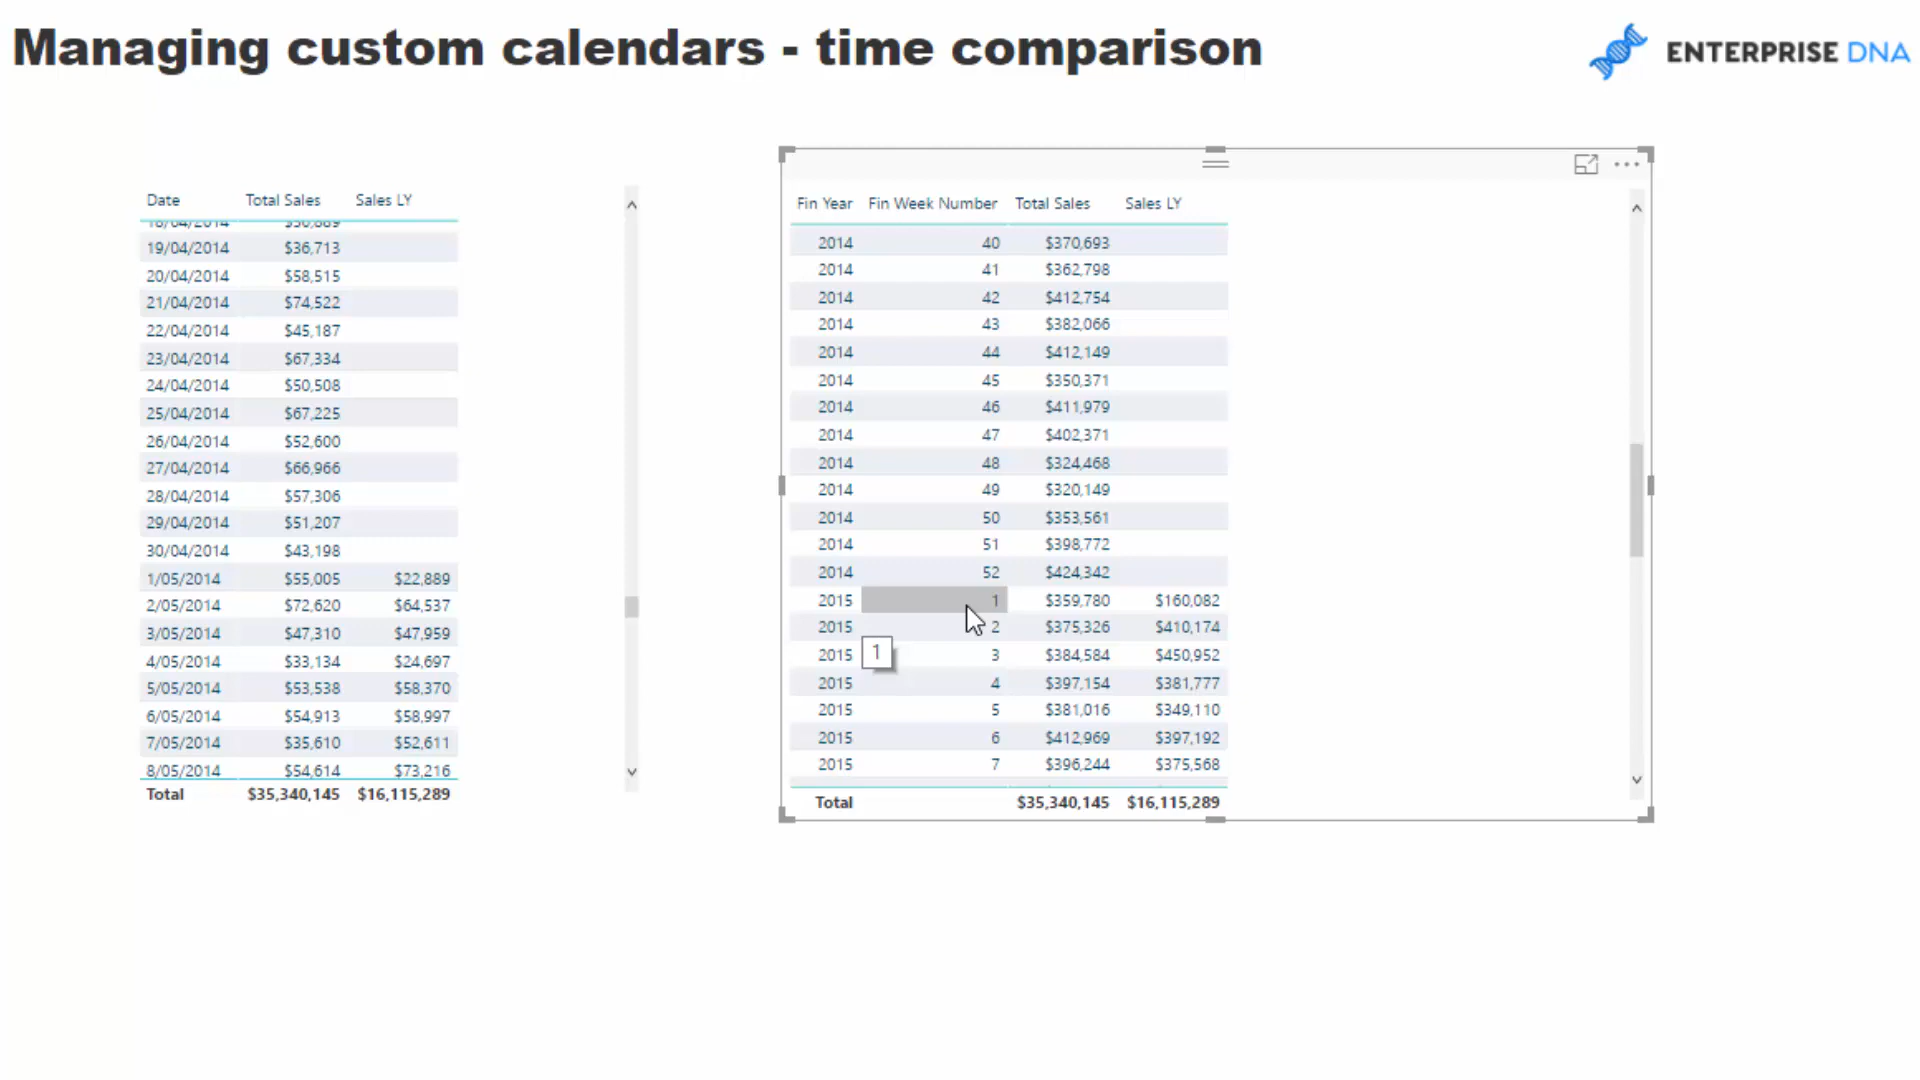 Managing custom calendars - time comparison
ENTERPRISE DNA
Date Total Sales Sales LY
18/04/2014 $50,889
19/04/2014 $36,713
20/04/2014 $58,515
21/04/2014 $74,522
22/04/2014 $45,187
23/04/2014 $67,334
24/04/2014 $50,508
25/04/2014 $67,225
26/04/2014 $52,600
27/04/2014 $66,966
28/04/2014 $57,306
29/04/2014 $51,207
30/04/2014 $43,198
1/05/2014 $55,005 $22,889
2/05/2014 $72,620 $64,537
3/05/2014 $47,310 $47,959
4/05/2014 $33,134 $24,697
5/05/2014 $53,538 $58,370
6/05/2014 $54,913 $58,997
7/05/2014 $35,610 $52,611
8/05/2014 $54,614 $73,216
Total $35,340,145 $16,115,289
Fin Year Fin Week Number Total Sales Sales LY
2014 40 $370,693
2014 41 $362,798
2014 42 $412,754
2014 43 $382,066
2014 44 $412,149
2014 45 $350,371
2014 46 $411,979
2014 47 $402,371
2014 48 $324,468
2014 49 $320,149
2014 50 $353,561
2014 51 $398,772
2014 52 $424,342
2015 1 $359,780 $160,082
2015 2 $375,326 $410,174
1
2015 3 $384,584 $450,952
2015 4 $397,154 $381,777
2015 5 $381,016 $349,110
2015 6 $412,969 $397,192
2015 7 $396,244 $375,568
Total $35,340,145 $16,115,289